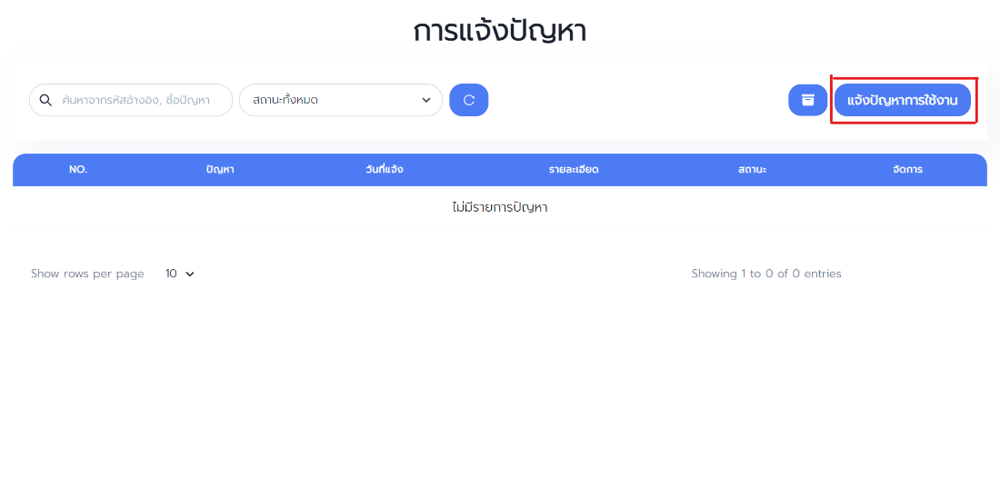 การแจ้งปัญหา
ค้นหาจากรหัสอ้างอิง, ชื่อปัญหา สถานะทั้งหมด แจ้งปัญหาการใช้งาน
NO. ปัญหา วันที่แจ้ง รายละเอียด สถานะ จัดการ
ไม่มีรายการปัญหา
Show rows per page 10 Showing 1 to 0 of 0 entries